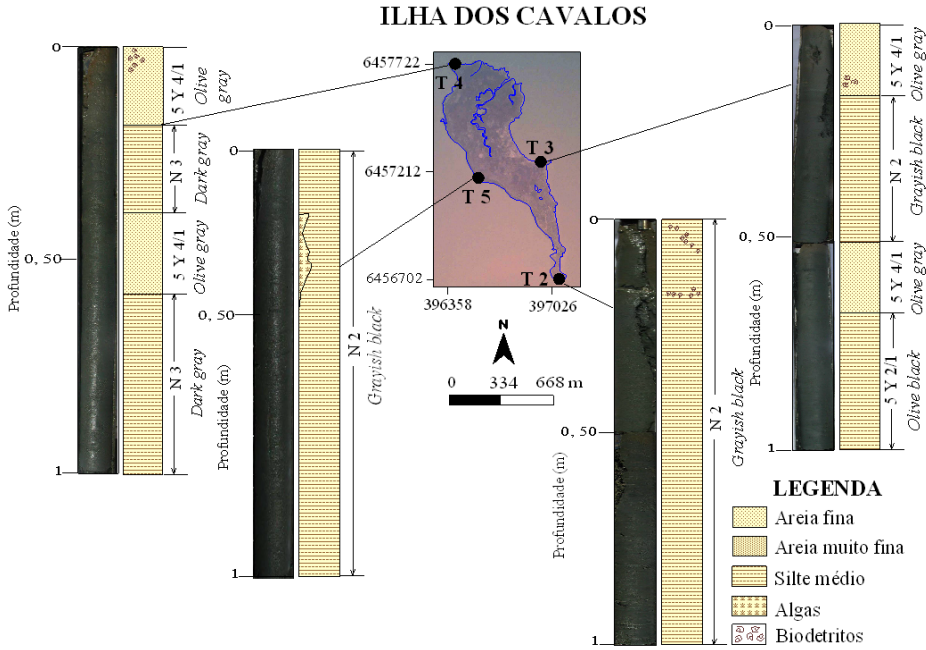 ILHA DOS CAVALOS
0
0, 50
1
Profundidade (m)
5 Y 4/1
Olive gray
N 3
Dark gray
5 Y 4/1
Olive gray
N 3
Dark gray
0
0, 50
1
Profundidade (m)
N 2
Grayish black
6457722
6457212
6456702
396358
397026
T 4
T 3
T 5
T 2
N
0 334 668 m
0
0, 50
1
Profundidade (m)
N 2
Grayish black
0
0, 50
1
Profundidade (m)
5 Y 4/1
Olive gray
N 2
Grayish black
5 Y 4/1
Olive gray
5 Y 2/1
Olive black
LEGENDA
Areia fina
Areia muito fina
Silte médio
Algas
Biodetritos